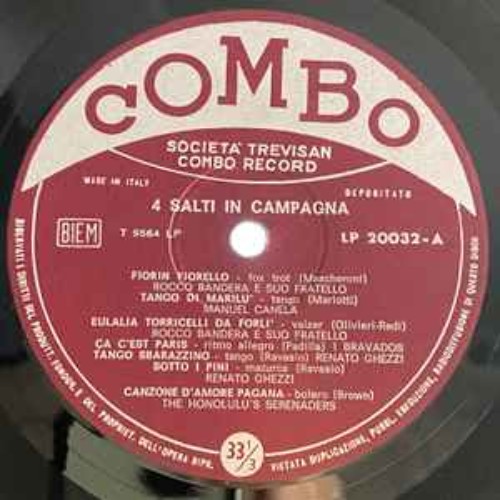 COMBO
SOCIETA' TREVISAN
COMBO RECORD
MADE IN ITALY
DEPOSITATO
4 SALTI IN CAMPAGNA
BIEM
T 5564 LP
LP 20032-A
FIORIN FIORELLO - fox trot (Mascheroni)
ROCCO BANDERA E SUO FRATELLO
TANGO DI MARILU' - tango (Mariotti)
MANUEL CANELA
EULALIA TORRICELLI DA FORLI' - valzer (Olivieri-Redi)
ROCCO BANDERA E SUO FRATELLO
ÇA C'EST PARIS - ritmo allegro (Padilla) I BRAVADOS
TANGO SBARAZZINO - tango (Ravasio) RENATO GHEZZI
SOTTO I PINI - mazurca (Ravasio)
RENATO GHEZZI
CANZONE D'AMORE PAGANA - bolero (Brown)
THE HONOLULU'S SERENADERS
33 1/3
RISERVATI I DIRITTI DEL PRODUTT. FONOGR. E DEL PROPRIET. DELL'OPERA RIPR.
VIETATA DUPLICAZIONE, PUBBL. ESECUZIONE, RADIODIFFUSIONE DI QUESTO DISCO